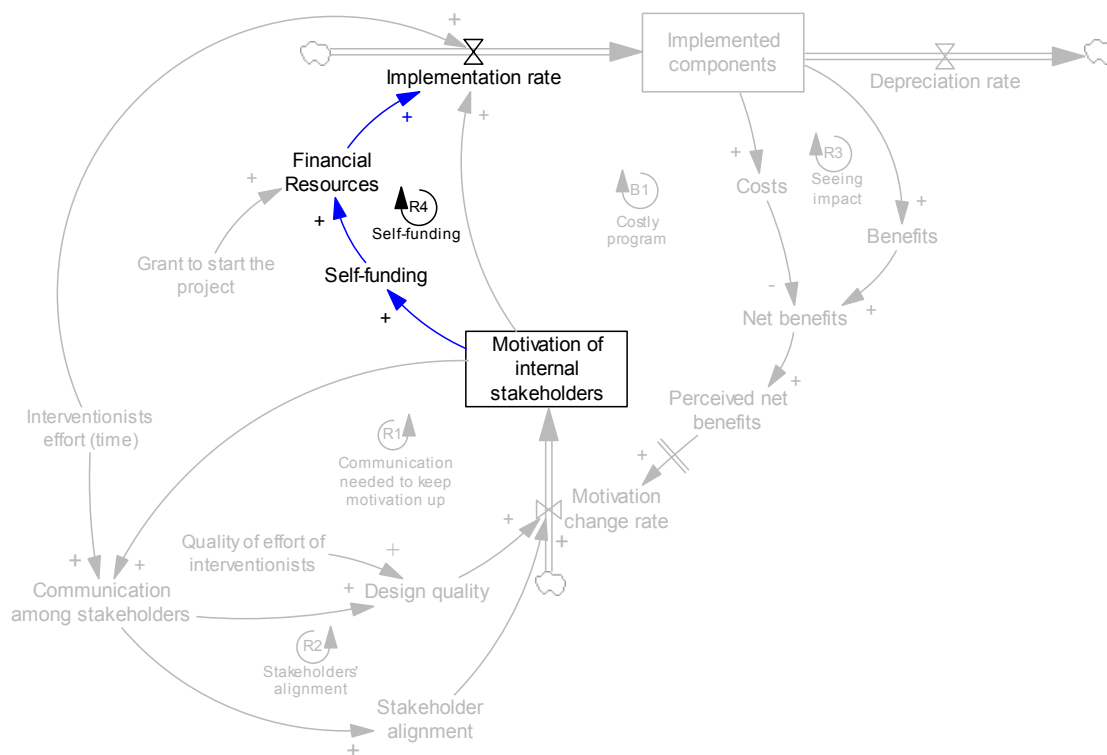 +
Implemented
components
Implementation rate
Depreciation rate
+
+
+
Financial
Resources
+
R4
Self-funding
+
Grant to start the
project
Self-funding
+
B1
Costly
program
+
Costs
R3
Seeing
impact
+
Benefits
-
Net benefits
+
Motivation of
internal
stakeholders
+
Perceived net
benefits
Interventionists
effort (time)
R1
Communication
needed to keep
motivation up
+
Motivation
change rate
+
+
Quality of effort of
interventionists
+
+
+
Communication
among stakeholders
+
Design quality
R2
Stakeholders'
alignment
Stakeholder
alignment
+